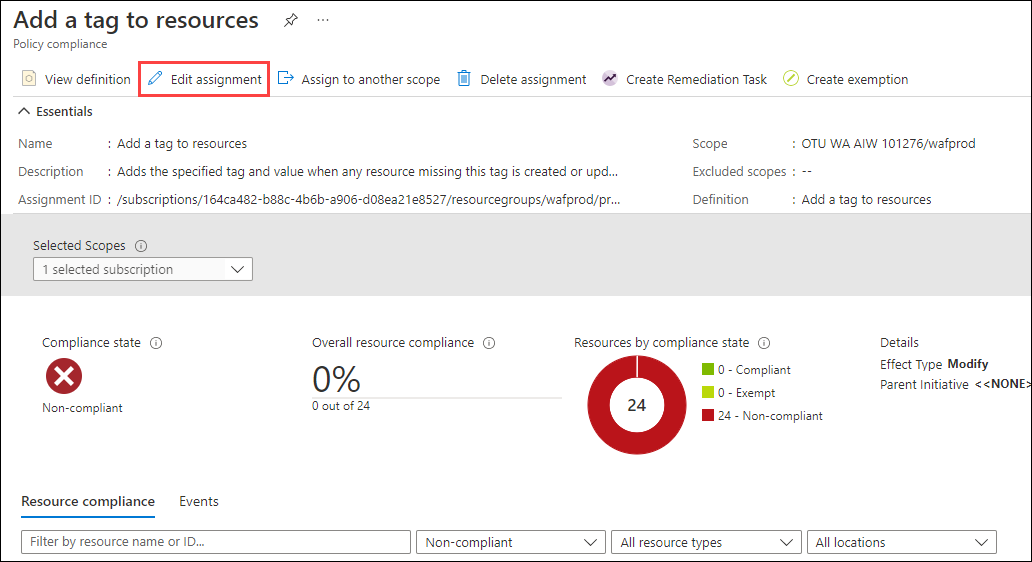 Add a tag to resources
Policy compliance
View definition Edit assignment Assign to another scope Delete assignment Create Remediation Task Create exemption
Essentials
Name : Add a tag to resources Scope : OTU WA AIW 101276/wafprod
Description : Adds the specified tag and value when any resource missing this tag is created or upd... Excluded scopes : --
Assignment ID : /subscriptions/164ca482-b88c-4b6b-a906-d08ea21e8527/resourcegroups/wafprod/pr... Definition : Add a tag to resources
Selected Scopes
1 selected subscription
Compliance state Overall resource compliance Resources by compliance state Details
Effect Type Modify
Parent Initiative <<NONE>
Non-compliant
0%
0 out of 24
24
0 - Compliant
0 - Exempt
24 - Non-compliant
Resource compliance Events
Filter by resource name or ID... Non-compliant All resource types All locations